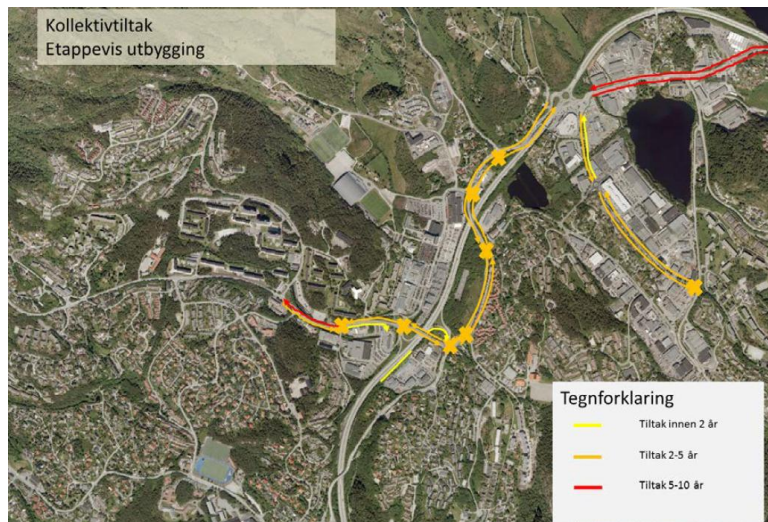 Kollektivtiltak
Etappevis utbygging
Tegnforklaring
Tiltak innen 2 år
Tiltak 2-5 år
Tiltak 5-10 år